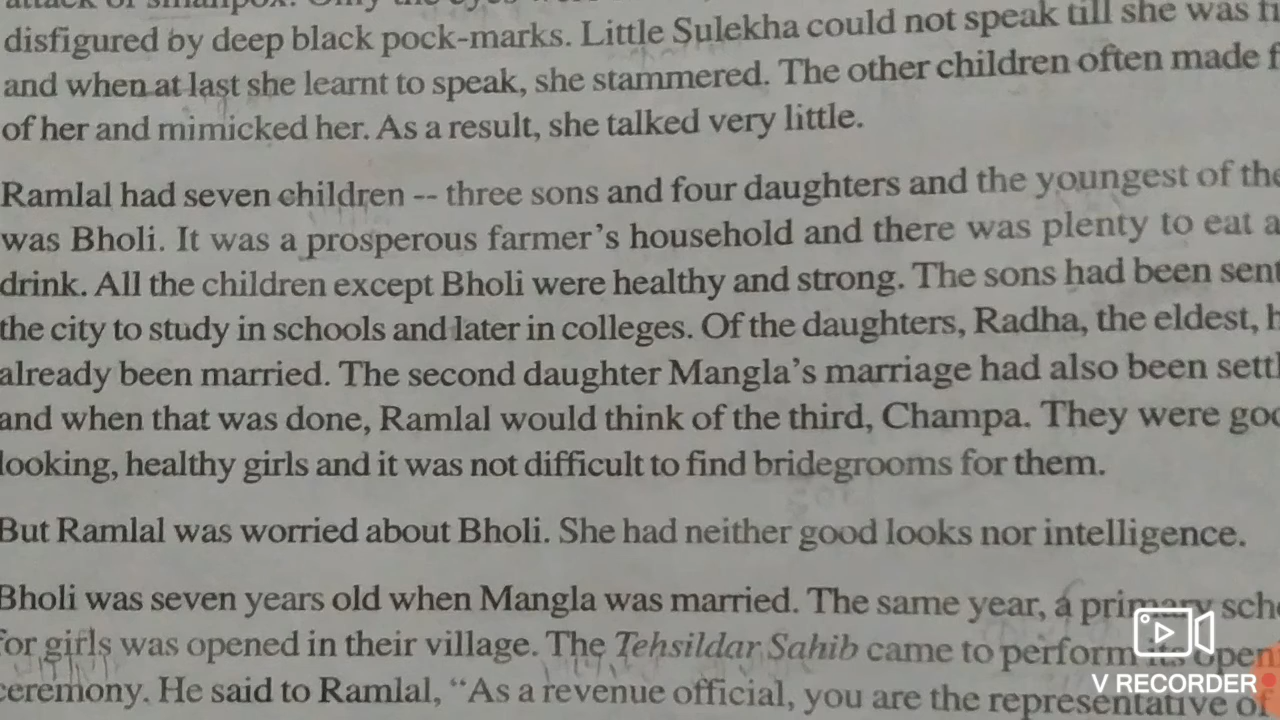 disfigured by deep black pock-marks. Little Sulekha could not speak till she was
and when at last she learnt to speak, she stammered. The other children often made
of her and mimicked her. As a result, she talked very little.
Ramlal had seven children -- three sons and four daughters and the youngest of
was Bholi. It was a prosperous farmer's household and there was plenty to eat
drink. All the children except Bholi were healthy and strong. The sons had been sent
the city to study in schools and later in colleges. Of the daughters, Radha, the eldest,
already been married. The second daughter Mangla's marriage had also been
and when that was done, Ramlal would think of the third, Champa. They were
looking, healthy girls and it was not difficult to find bridegrooms for them.
But Ramlal was worried about Bholi. She had neither good looks nor intelligence.
Bholi was seven years old when Mangla was married. The same year, a primary
for girls was opened in their village. The Tehsildar Sahib came to perform its
ceremony. He said to Ramlal, "As a revenue official, you are the representative of
V RECORDER